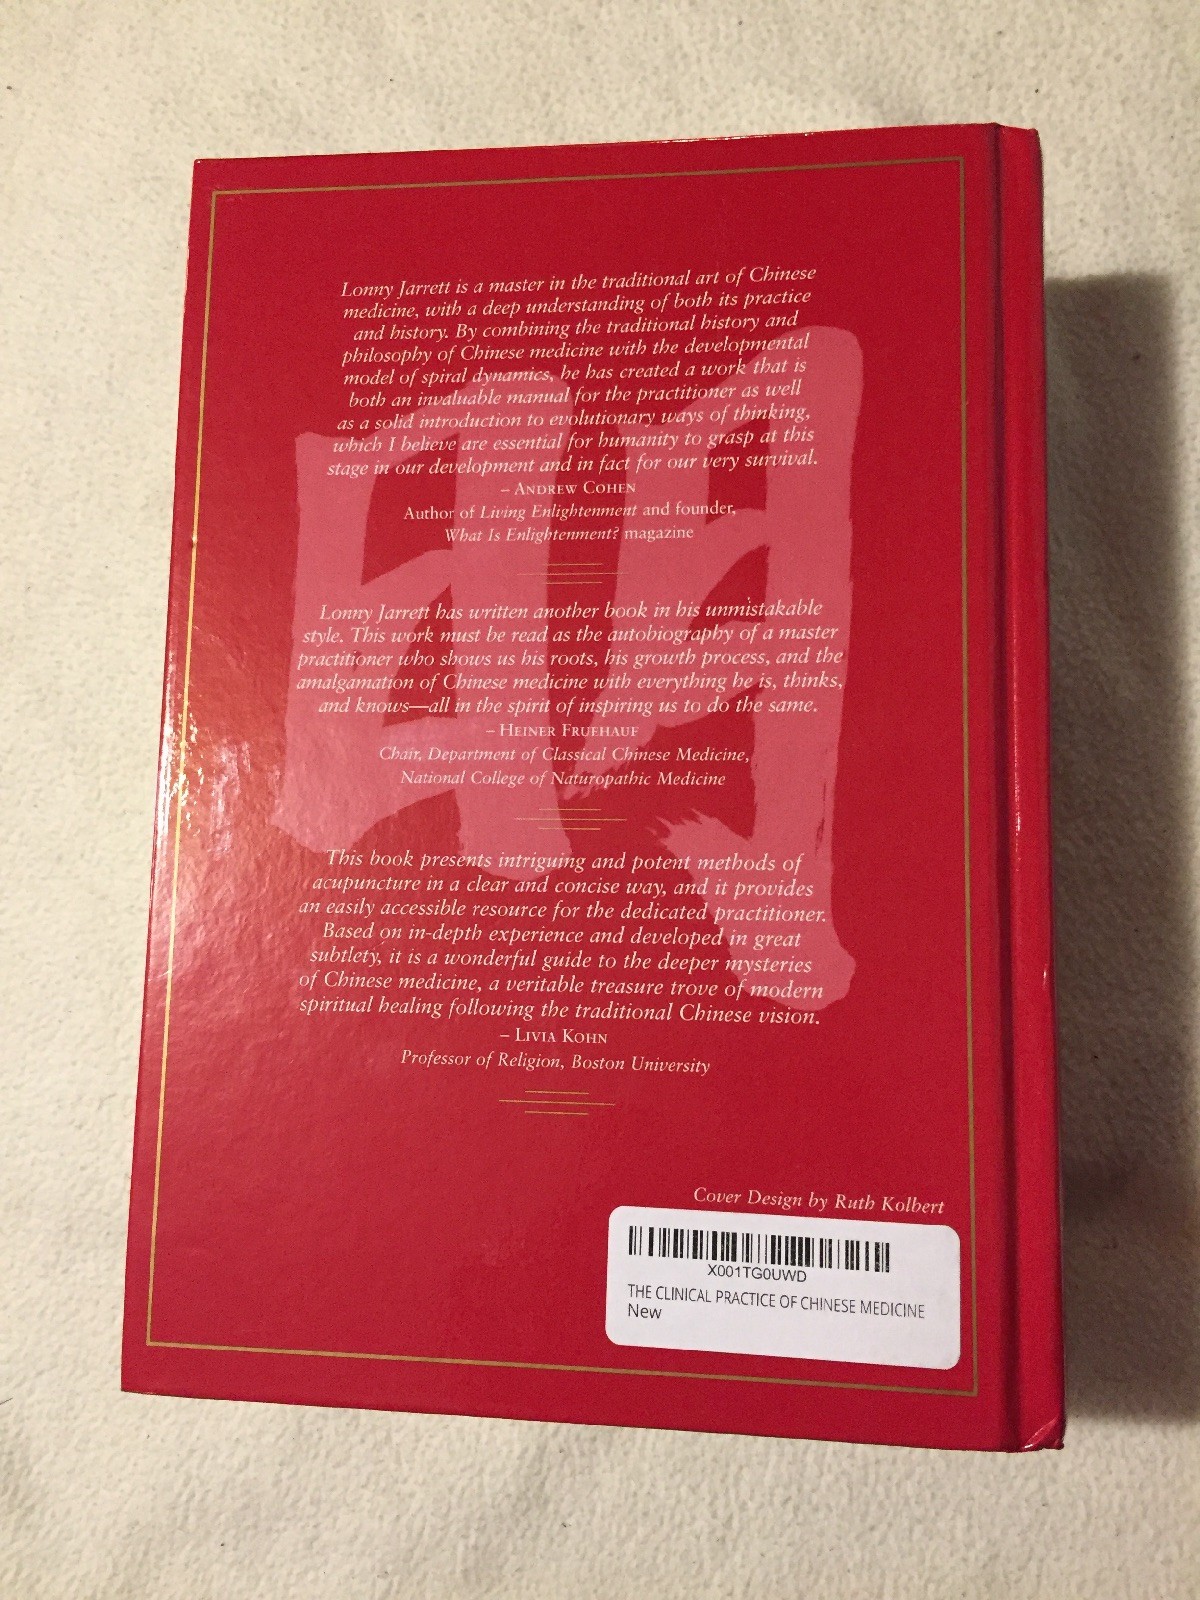 Lonny Jarrett is a master in the traditional art of Chinese
medicine, with a deep understanding of both its practice
and history. By combining the traditional history and
philosophy of Chinese medicine with the developmental
model of spiral dynamics, he has created a work that is
both an invaluable manual for the practitioner as well
as a solid introduction to evolutionary ways of thinking,
which I believe are essential for humanity to grasp at this
stage in our development and in fact for our very survival.
– ANDREW COHEN
Author of Living Enlightenment and founder,
What Is Enlightenment? magazine
Lonny Jarrett has written another book in his unmistakable
style. This work must be read as the autobiography of a master
practitioner who shows us his roots, his growth process, and the
amalgamation of Chinese medicine with everything he is, thinks,
and knows—all in the spirit of inspiring us to do the same.
– HEINER FRUEHAUF
Chair, Department of Classical Chinese Medicine,
National College of Naturopathic Medicine
This book presents intriguing and potent methods of
acupuncture in a clear and concise way, and it provides
an easily accessible resource for the dedicated practitioner.
Based on in-depth experience and developed in great
subtlety, it is a wonderful guide to the deeper mysteries
of Chinese medicine, a veritable treasure trove of modern
spiritual healing following the traditional Chinese vision.
– LIVIA KOHN
Professor of Religion, Boston University
Cover Design by Ruth Kolbert
X001TG0UWD
THE CLINICAL PRACTICE OF CHINESE MEDICINE
New